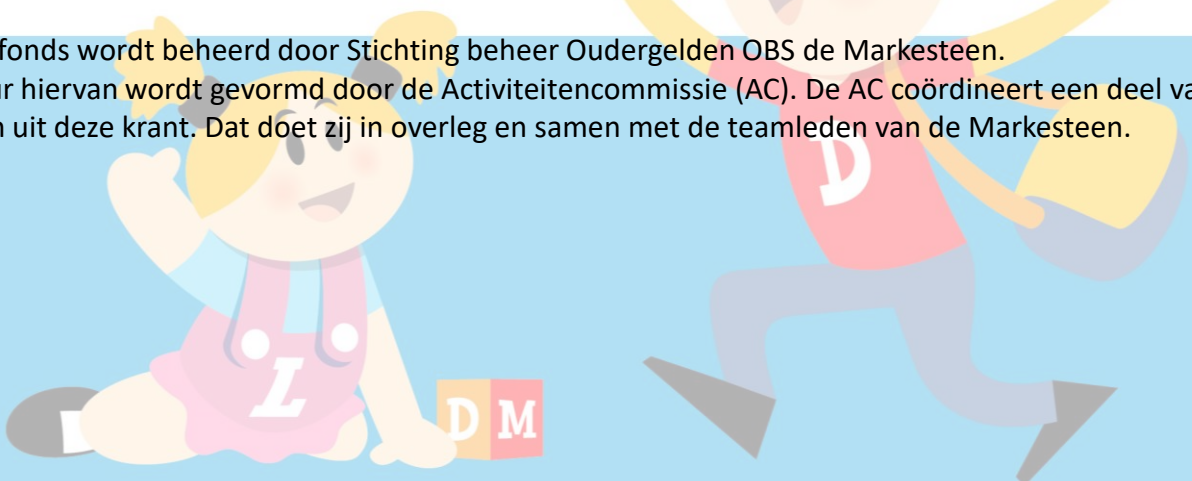 fonds wordt beheerd door Stichting beheer Oudergelden OBS de Markesteen.
hiervan wordt gevormd door de Activiteitencommissie (AC). De AC coördineert een deel
uit deze krant. Dat doet zij in overleg en samen met de teamleden van de Markesteen.
D
L
D M